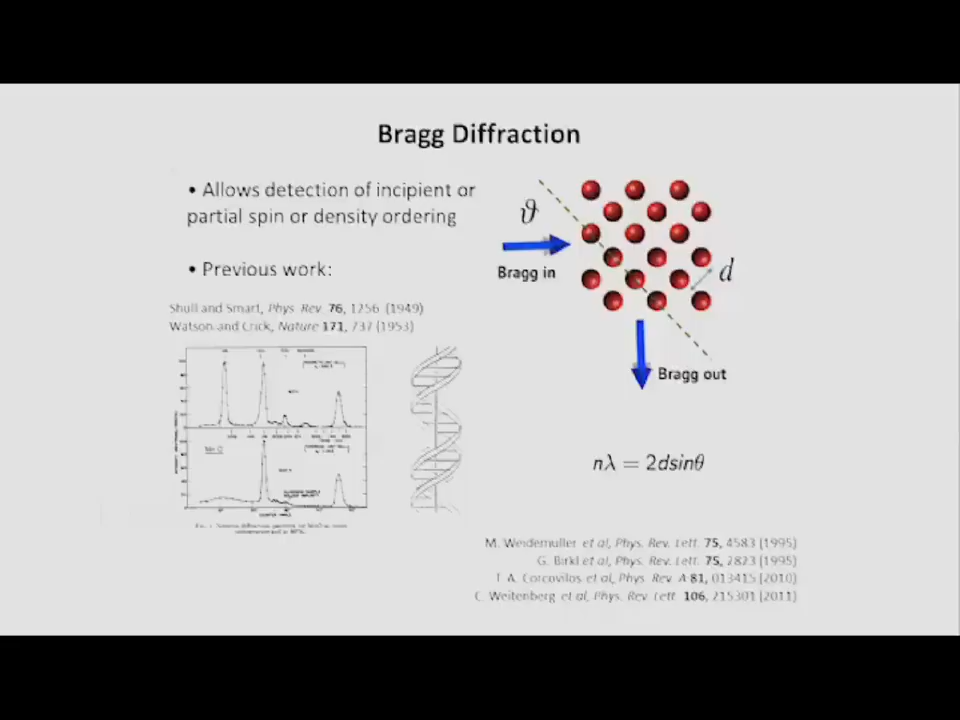 Bragg Diffraction
• Allows detection of incipient or
partial spin or density ordering
• Previous work:
Shull and Smart, Phys. Rev. 76, 1256 (1949)
Watson and Crick, Nature 171, 737 (1953)
ϑ
Bragg in
d
Bragg out
nλ = 2dsinθ
M. Weidemuller et al, Phys. Rev. Lett. 75, 4583 (1995)
G. Birkl et al, Phys. Rev. Lett. 75, 2823 (1995)
T. A. Corcovilos et al, Phys. Rev. A 81, 013415 (2010)
C. Weitenberg et al, Phys. Rev. Lett. 106, 215301 (2011)